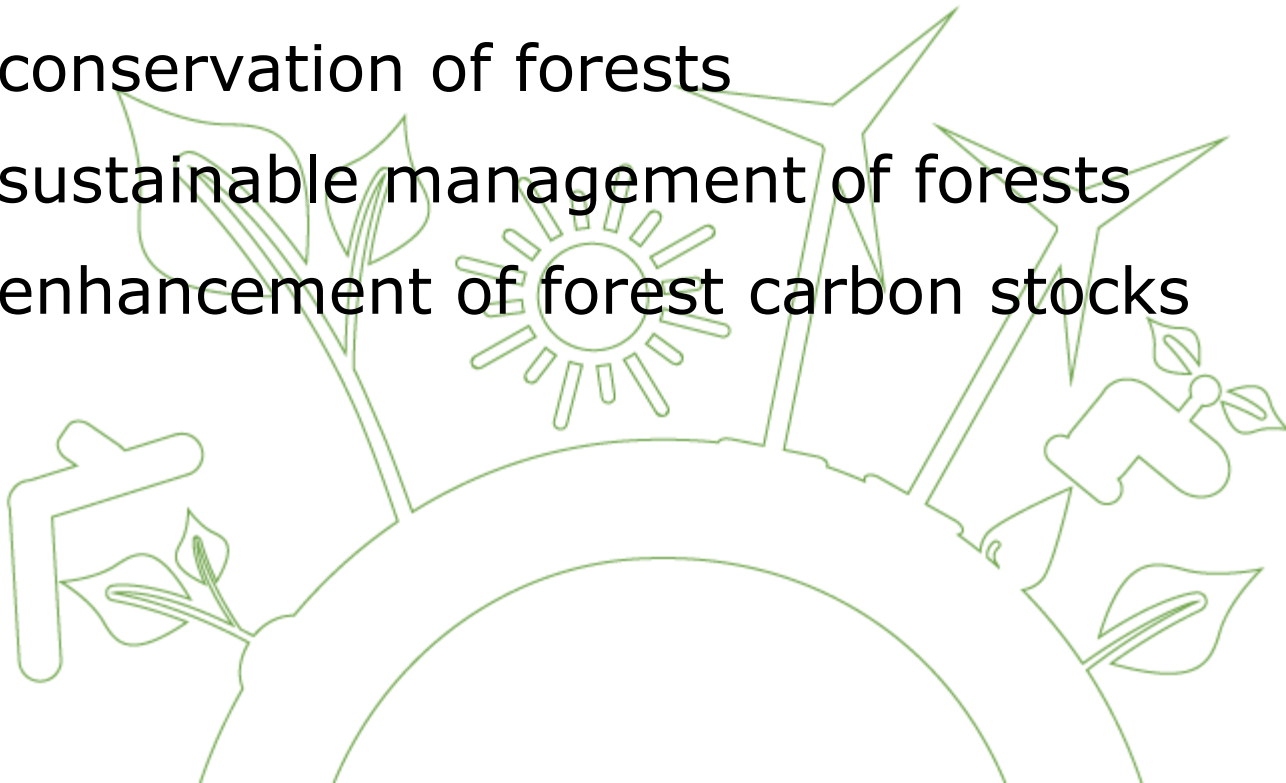 conservation of forests
sustainable management of forests
enhancement of forest carbon stocks